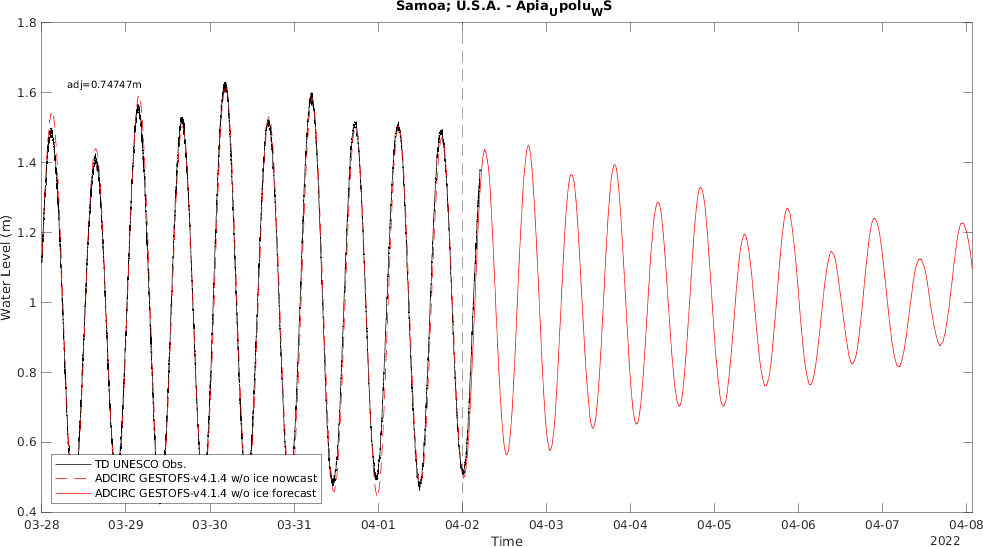 Samoa; U.S.A. - ApiaUpoluWS
1.8
1.6
1.4
1.2
1
0.8
0.6
0.4
Water Level (m)
adj=0.74747m
TD UNESCO Obs.
ADCIRC GESTOFS-v4.1.4 w/o ice nowcast
ADCIRC GESTOFS-v4.1.4 w/o ice forecast
03-28 03-29 03-30 03-31 04-01 04-02 04-03 04-04 04-05 04-06 04-07 04-08
Time
2022